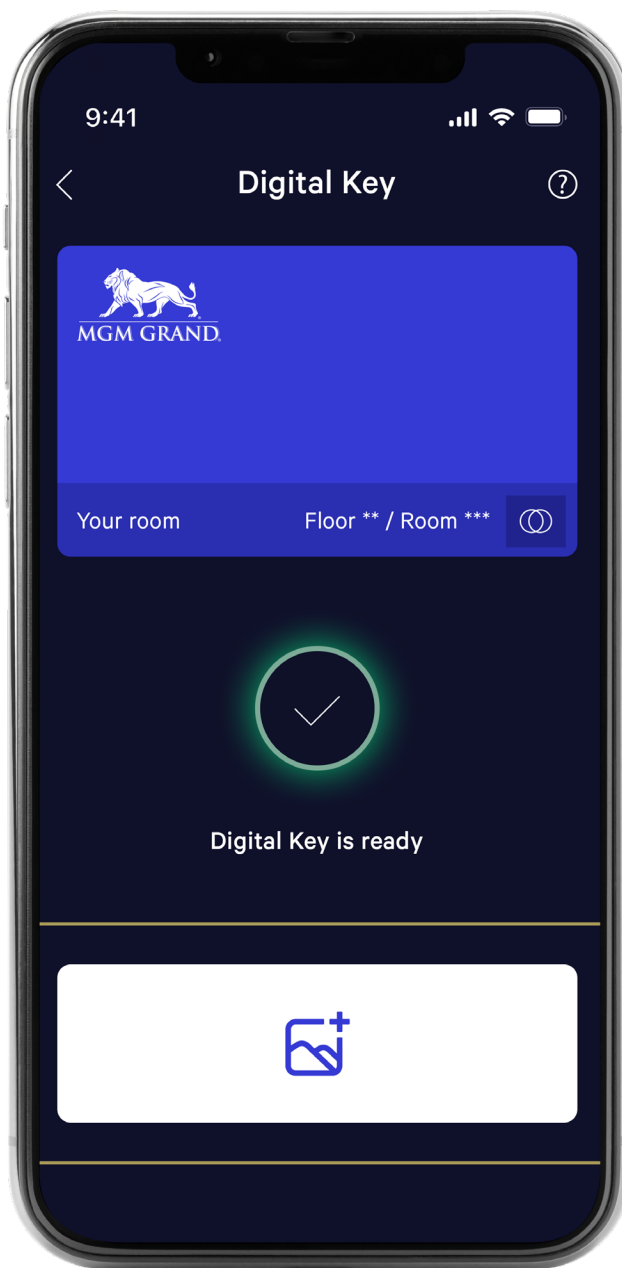 9:41
Digital Key
?
MGM GRAND®
Your room Floor ** / Room ***
Digital Key is ready